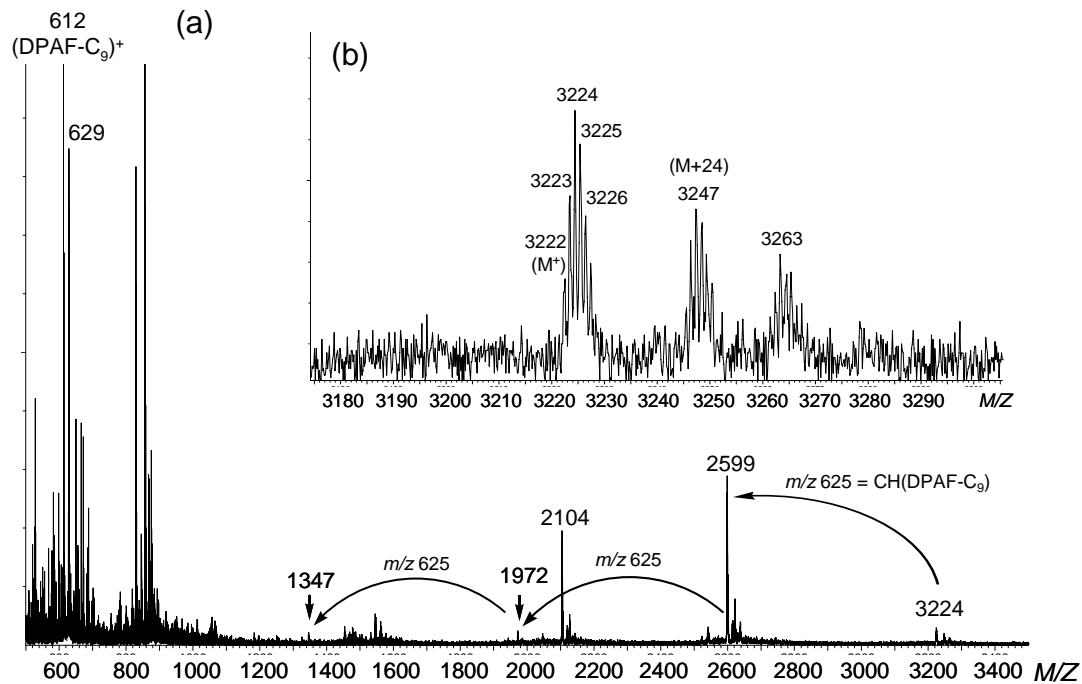 612
(DPAF-C₉)⁺
(a)
629
(b)
3224
3225
3223
3226
3222
(M⁺)
(M+24)
3247
3263
3180 3190 3200 3210 3220 3230 3240 3250 3260 3270 3280 3290 M/Z
2599
m/z 625 = CH(DPAF-C₉)
2104
m/z 625
m/z 625
1347
1972
3224
600 800 1000 1200 1400 1600 1800 2000 2200 2400 2600 2800 3000 3200 3400 M/Z